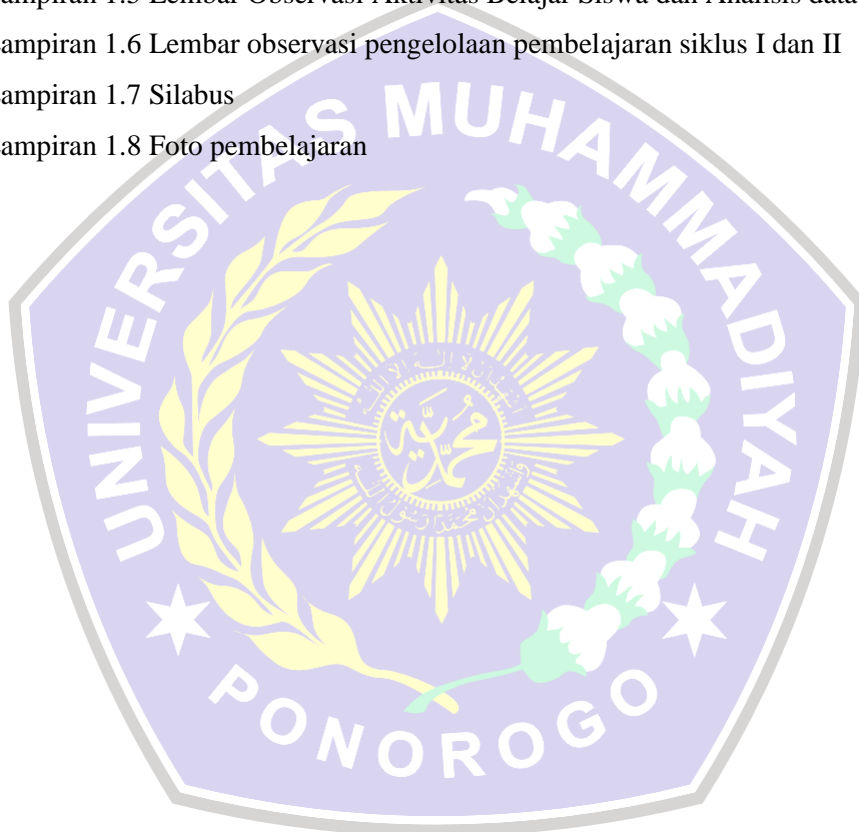 ampiran 1.5 Lembar Observasi Aktivitas Belajar Siswa dan Analisis data
ampiran 1.6 Lembar observasi pengelolaan pembelajaran siklus I dan II
ampiran 1.7 Silabus
ampiran 1.8 Foto pembelajaran
UNIVERSITAS MUHAMMADIYAH
محمدية
PONOROGO